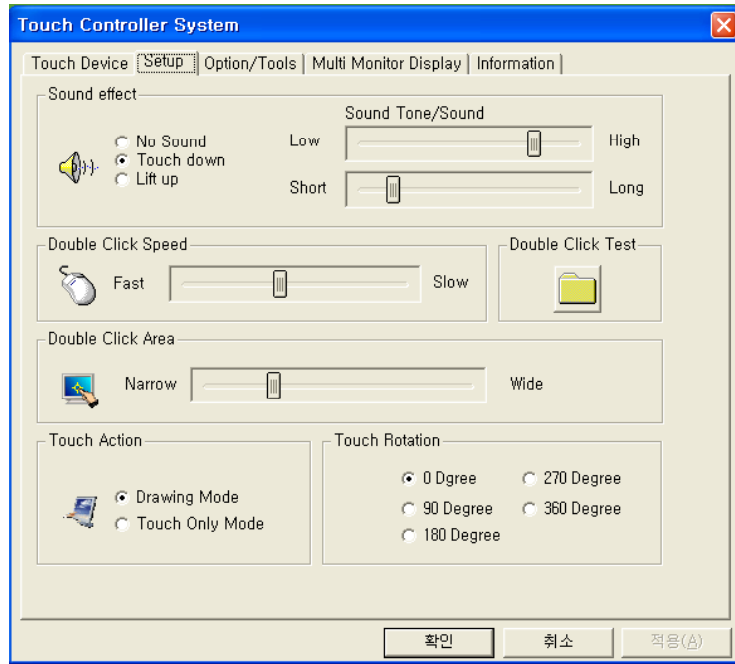 Touch Controller System
Touch Device Setup Option/Tools Multi Monitor Display Information
Sound effect
Sound Tone/Sound
No Sound
Low High
Touch down
Lift up
Short Long
Double Click Speed Double Click Test
Fast Slow
Double Click Area
Narrow Wide
Touch Action Touch Rotation
0 Dgree 270 Degree
Drawing Mode
90 Degree 360 Degree
Touch Only Mode
180 Degree
확인 취소 적용(A)